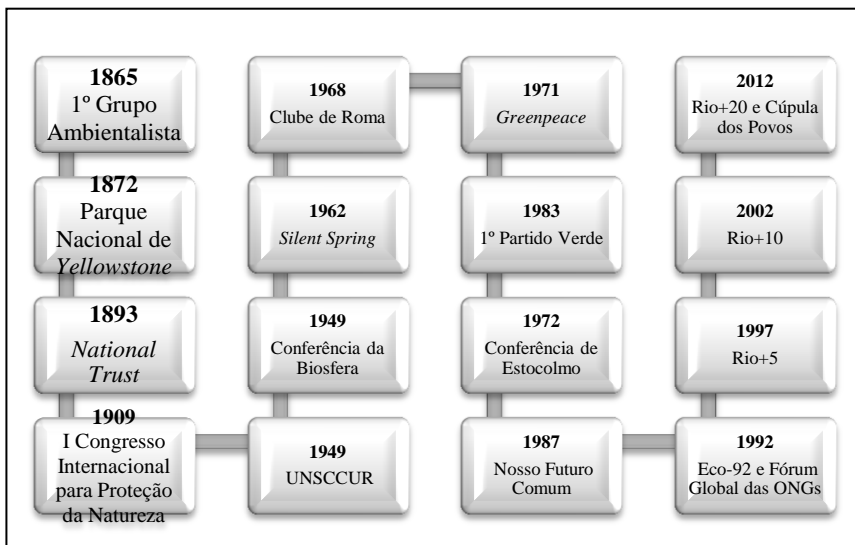 1865
1º Grupo
Ambientalista
1872
Parque
Nacional de
Yellowstone
1893
National
Trust
1909
I Congresso
Internacional
para Proteção
da Natureza
1949
UNSCCUR
1949
Conferência da
Biosfera
1962
Silent Spring
1968
Clube de Roma
1971
Greenpeace
1983
1º Partido Verde
1972
Conferência de
Estocolmo
1987
Nosso Futuro
Comum
1992
Eco-92 e Fórum
Global das ONGs
1997
Rio+5
2002
Rio+10
2012
Rio+20 e Cúpula
dos Povos